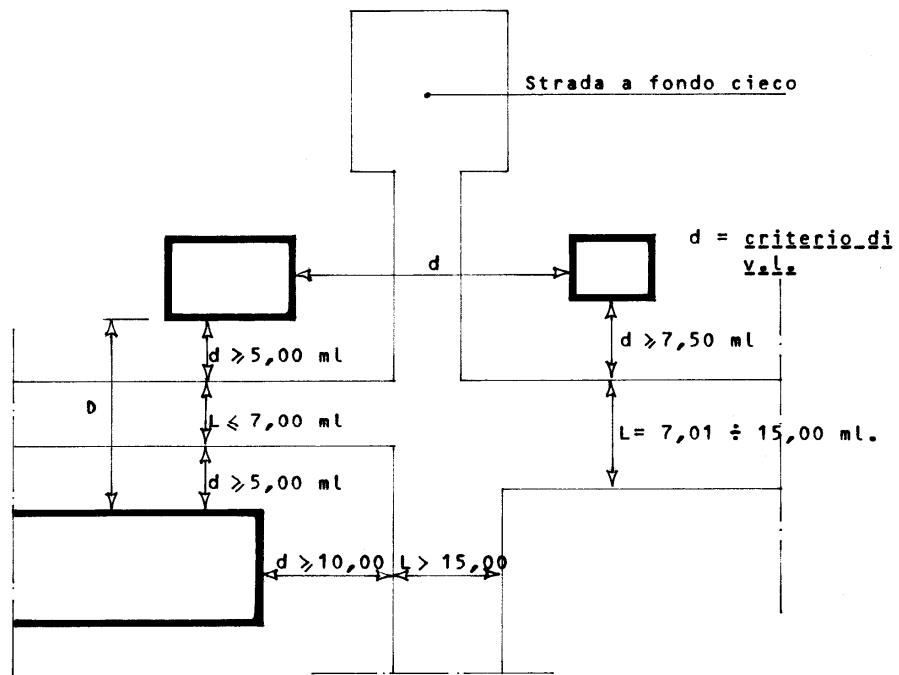 Strada a fondo cieco
d = criterio di
v.l.
d
d ⩾ 5,00 ml
d ⩾ 7,50 ml
D
L ⩽ 7,00 ml
L = 7,01 ÷ 15,00 ml.
d ⩾ 5,00 ml
d ⩾ 10,00 L > 15,00